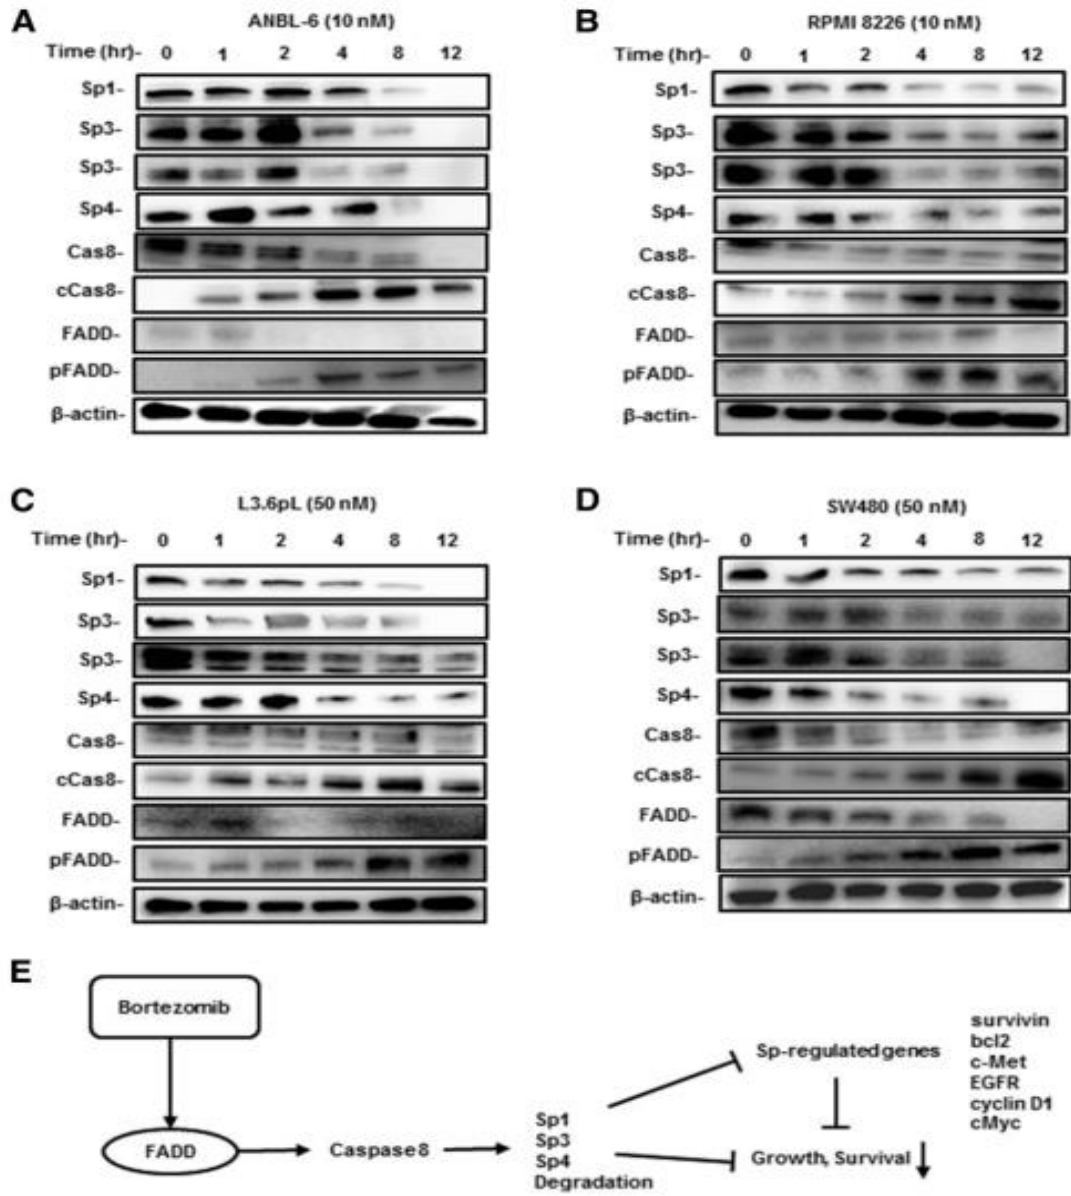 A
ANBL-6 (10 nM)
Time (hr)- 0 1 2 4 8 12
Sp1-
Sp3-
Sp3-
Sp4-
Cas8-
cCas8-
FADD-
pFADD-
β-actin-
B
RPMI 8226 (10 nM)
Time (hr)- 0 1 2 4 8 12
Sp1-
Sp3-
Sp3-
Sp4-
Cas8-
cCas8-
FADD-
pFADD-
β-actin-
C
L3.6pL (50 nM)
Time (hr)- 0 1 2 4 8 12
Sp1-
Sp3-
Sp3-
Sp4-
Cas8-
cCas8-
FADD-
pFADD-
β-actin-
D
SW480 (50 nM)
Time (hr)- 0 1 2 4 8 12
Sp1-
Sp3-
Sp3-
Sp4-
Cas8-
cCas8-
FADD-
pFADD-
β-actin-
E
Bortezomib
FADD
Caspase8
Sp1
Sp3
Sp4
Degradation
Sp-regulated genes
Growth, Survival
survivin
bcl2
c-Met
EGFR
cyclin D1
cMyc